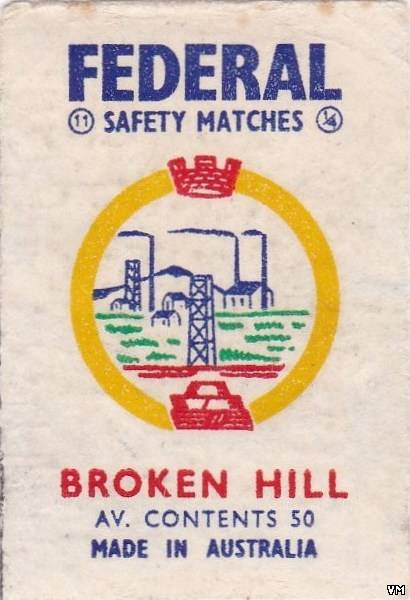 FEDERAL
11 SAFETY MATCHES ¼
BROKEN HILL
AV. CONTENTS 50
MADE IN AUSTRALIA
VM